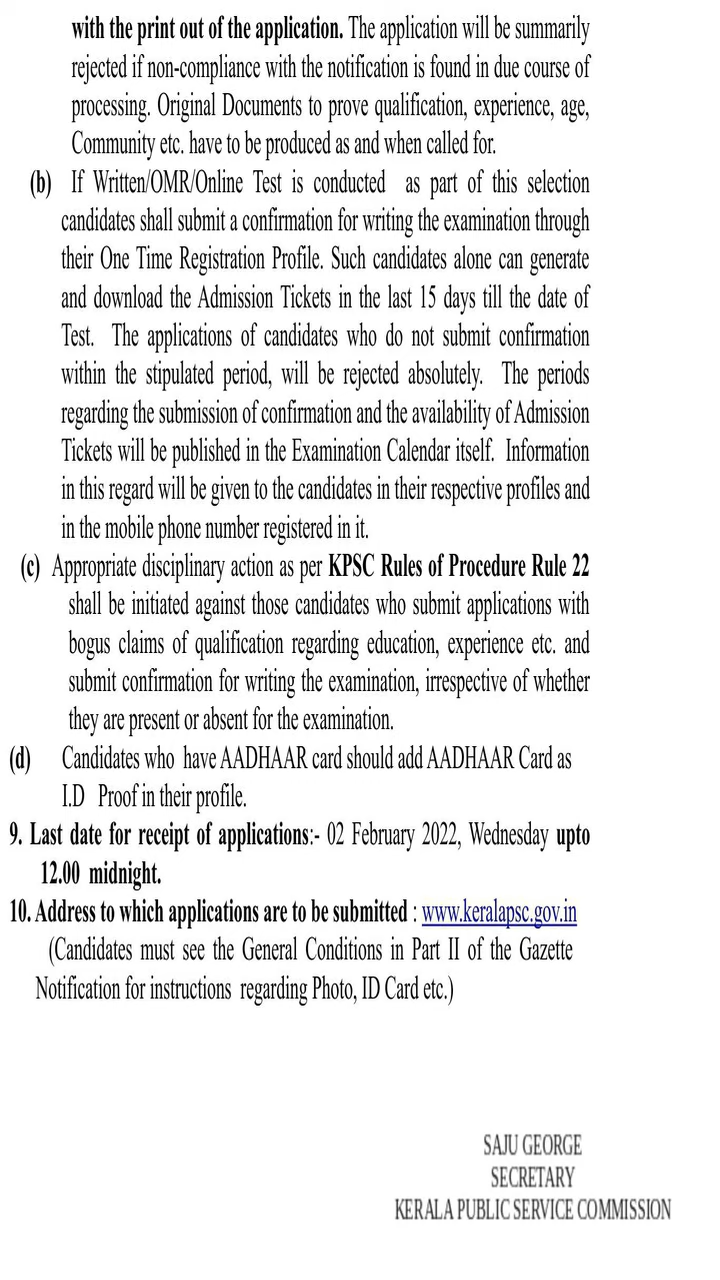 with the print out of the application. The application will be summarily
rejected if non-compliance with the notification is found in due course of
processing. Original Documents to prove qualification, experience, age,
Community etc. have to be produced as and when called for.
(b) If Written/OMR/Online Test is conducted as part of this selection
candidates shall submit a confirmation for writing the examination through
their One Time Registration Profile. Such candidates alone can generate
and download the Admission Tickets in the last 15 days till the date of
Test. The applications of candidates who do not submit confirmation
within the stipulated period, will be rejected absolutely. The periods
regarding the submission of confirmation and the availability of Admission
Tickets will be published in the Examination Calendar itself. Information
in this regard will be given to the candidates in their respective profiles and
in the mobile phone number registered in it.
(c) Appropriate disciplinary action as per KPSC Rules of Procedure Rule 22
shall be initiated against those candidates who submit applications with
bogus claims of qualification regarding education, experience etc. and
submit confirmation for writing the examination, irrespective of whether
they are present or absent for the examination.
(d) Candidates who have AADHAAR card should add AADHAAR Card as
I.D Proof in their profile.
9. Last date for receipt of applications:- 02 February 2022, Wednesday upto
12.00 midnight.
10. Address to which applications are to be submitted : www.keralapsc.gov.in
(Candidates must see the General Conditions in Part II of the Gazette
Notification for instructions regarding Photo, ID Card etc.)
SAJU GEORGE
SECRETARY
KERALA PUBLIC SERVICE COMMISSION